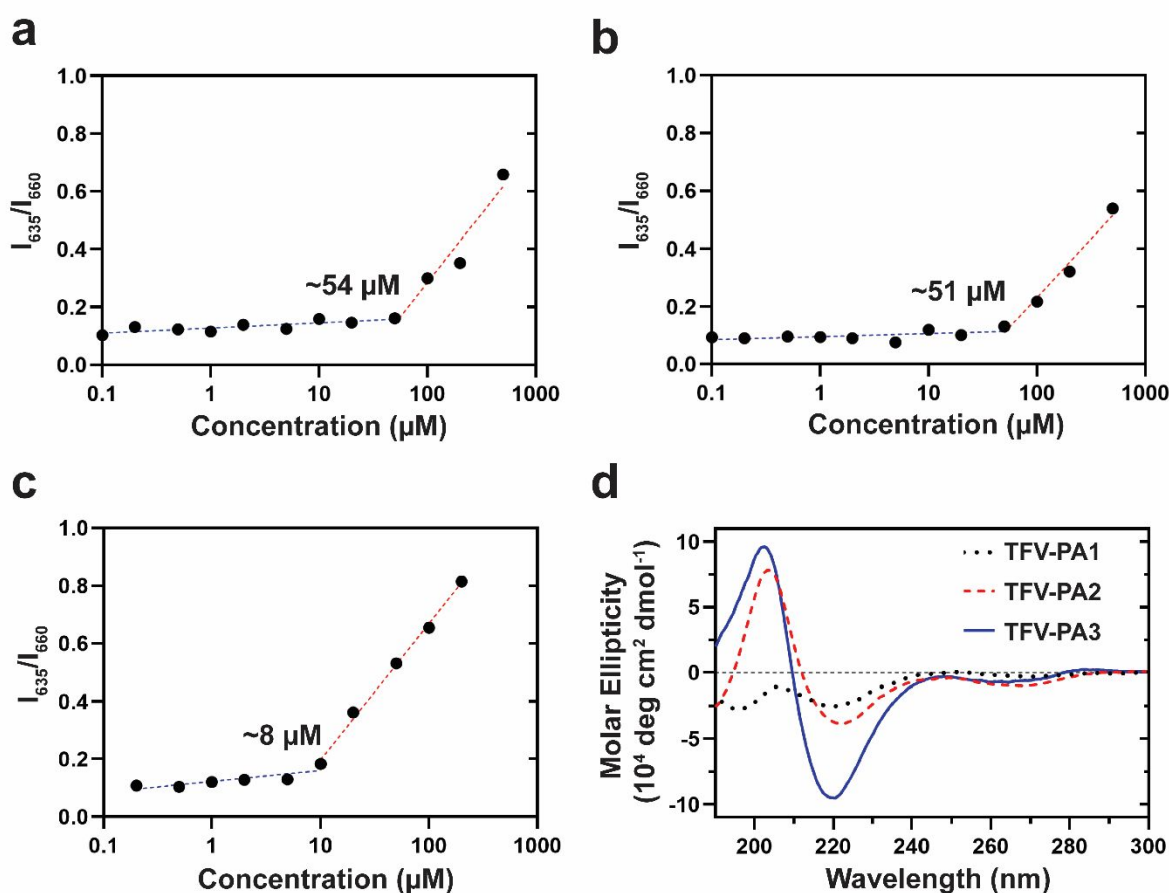 a
1.0
0.8
0.6
0.4
0.2
0.0
I635/I660
~54 µM
0.1 1 10 100 1000
Concentration (µM)
b
1.0
0.8
0.6
0.4
0.2
0.0
I635/I660
~51 µM
0.1 1 10 100 1000
Concentration (µM)
c
1.0
0.8
0.6
0.4
0.2
0.0
I635/I660
~8 µM
0.1 1 10 100 1000
Concentration (µM)
d
10
5
0
-5
-10
Molar Ellipticity
(10⁴ deg cm² dmol⁻¹)
TFV-PA1
TFV-PA2
TFV-PA3
200 220 240 260 280 300
Wavelength (nm)